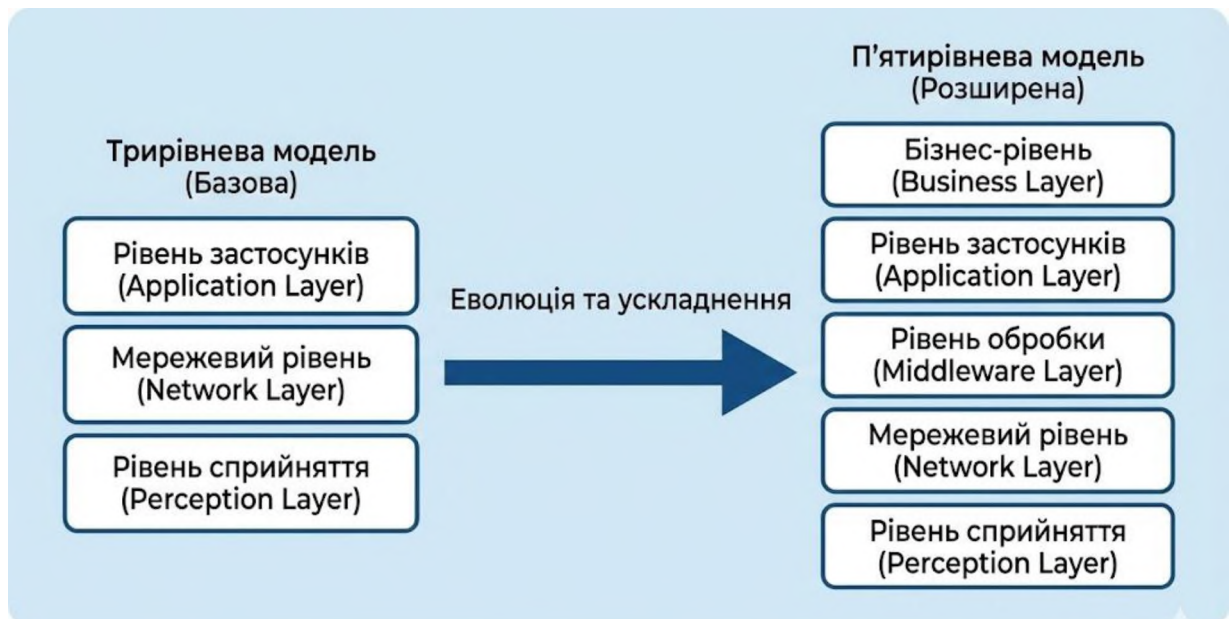 Трирівнева модель
(Базова)
Рівень застосунків
(Application Layer)
Мережевий рівень
(Network Layer)
Рівень сприйняття
(Perception Layer)
Еволюція та ускладнення
П’ятирівнева модель
(Розширена)
Бізнес-рівень
(Business Layer)
Рівень застосунків
(Application Layer)
Рівень обробки
(Middleware Layer)
Мережевий рівень
(Network Layer)
Рівень сприйняття
(Perception Layer)